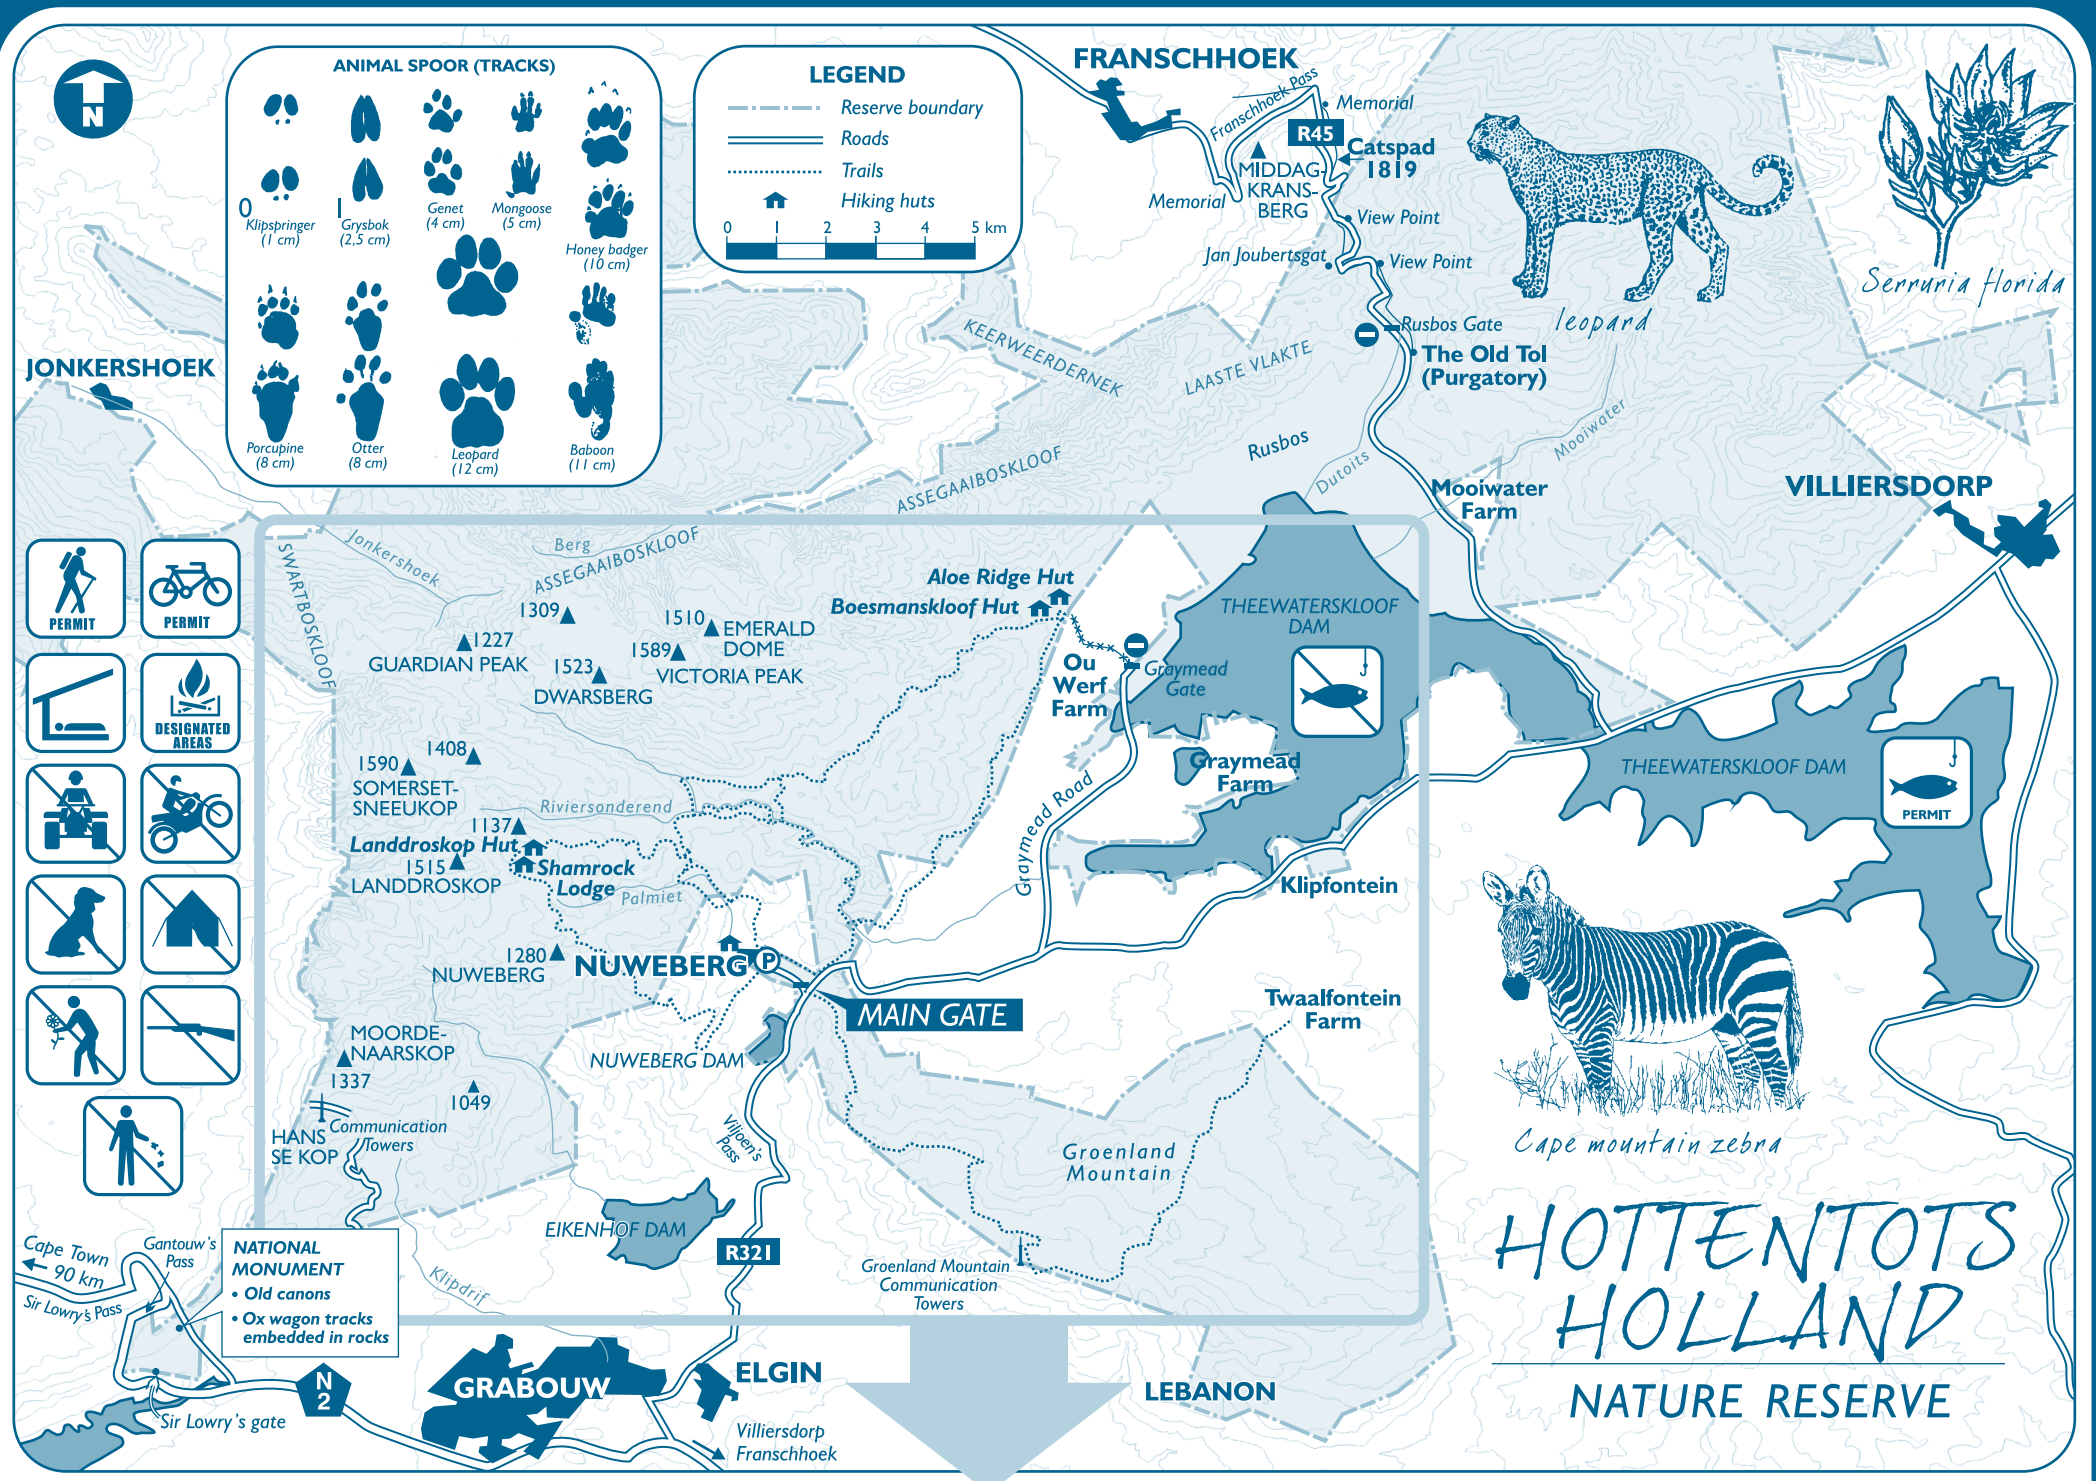 N
ANIMAL SPOOR (TRACKS)
0
Klipspringer
(1 cm)
Grysbok
(2,5 cm)
Genet
(4 cm)
Mongoose
(5 cm)
Honey badger
(10 cm)
Porcupine
(8 cm)
Otter
(8 cm)
Leopard
(12 cm)
Baboon
(11 cm)
LEGEND
Reserve boundary
Roads
Trails
Hiking huts
0 1 2 3 4 5 km
FRANSCHHOEK
Franschhoek Pass
Memorial
R45
Catspad
1819
MIDDAG-
KRANS-
BERG
Memorial
View Point
Jan Joubertsgat
View Point
Rusbos Gate
The Old Tol
(Purgatory)
leopard
Serruria florida
JONKERSHOEK
KEERWEERDERNEK
LAASTE VLAKTE
ASSEGAAIBOSKLOOF
Rusbos
Dutoits
Mooiwater
Mooiwater
Farm
VILLIERSDORP
SWARTBOSKLOOF
Jonkershoek
Berg
ASSEGAAIBOSKLOOF
1309
1227
GUARDIAN PEAK
1510
EMERALD
DOME
1589
VICTORIA PEAK
1523
DWARSBERG
Aloe Ridge Hut
Boesmanskloof Hut
Ou
Werf
Farm
Graymead
Gate
THEEWATERSKLOOF
DAM
Graymead
Farm
Graymead Road
THEEWATERSKLOOF DAM
PERMIT
PERMIT
PERMIT
DESIGNATED
AREAS
1408
1590
SOMERSET-
SNEEUKOP
Riviersonderend
1137
Landdroskop Hut
1515
LANDDROSKOP
Shamrock
Lodge
Palmiet
Klipfontein
1280
NUWEBERG
NUWEBERG
P
MAIN GATE
Twaalfontein
Farm
NUWEBERG DAM
MOORDE-
NAARSKOP
1337
1049
Communication
Towers
HANS
SE KOP
Viljoen's
Pass
Groenland
Mountain
Cape mountain zebra
EIKENHOF DAM
R321
Groenland Mountain
Communication
Towers
Klipdrif
Cape Town
90 km
Gantouw's
Pass
Sir Lowry's Pass
NATIONAL
MONUMENT
• Old canons
• Ox wagon tracks
embedded in rocks
N
2
Sir Lowry's gate
GRABOUW
ELGIN
Villiersdorp
Franschhoek
LEBANON
HOTTENTOTS
HOLLAND
NATURE RESERVE